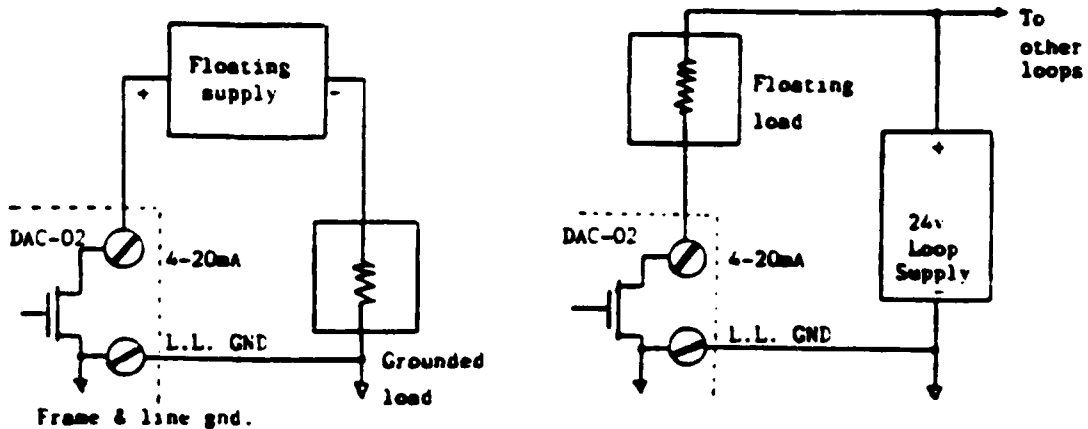 Floating
supply
+
-
DAC-02
4-20mA
L.L. GND
Grounded
load
Frame & line gnd.
To
other
loops
Floating
load
+
24v
Loop
Supply
-
DAC-02
4-20mA
L.L. GND